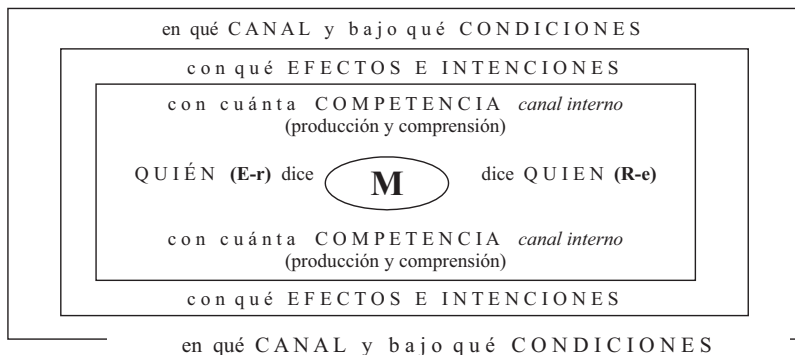 en qué CANAL y bajo qué CONDICIONES
con qué EFECTOS E INTENCIONES
con cuánta COMPETENCIA canal interno
(producción y comprensión)
QUIÉN (E-r) dice M dice QUIEN (R-e)
con cuánta COMPETENCIA canal interno
(producción y comprensión)
con qué EFECTOS E INTENCIONES
en qué CANAL y bajo qué CONDICIONES